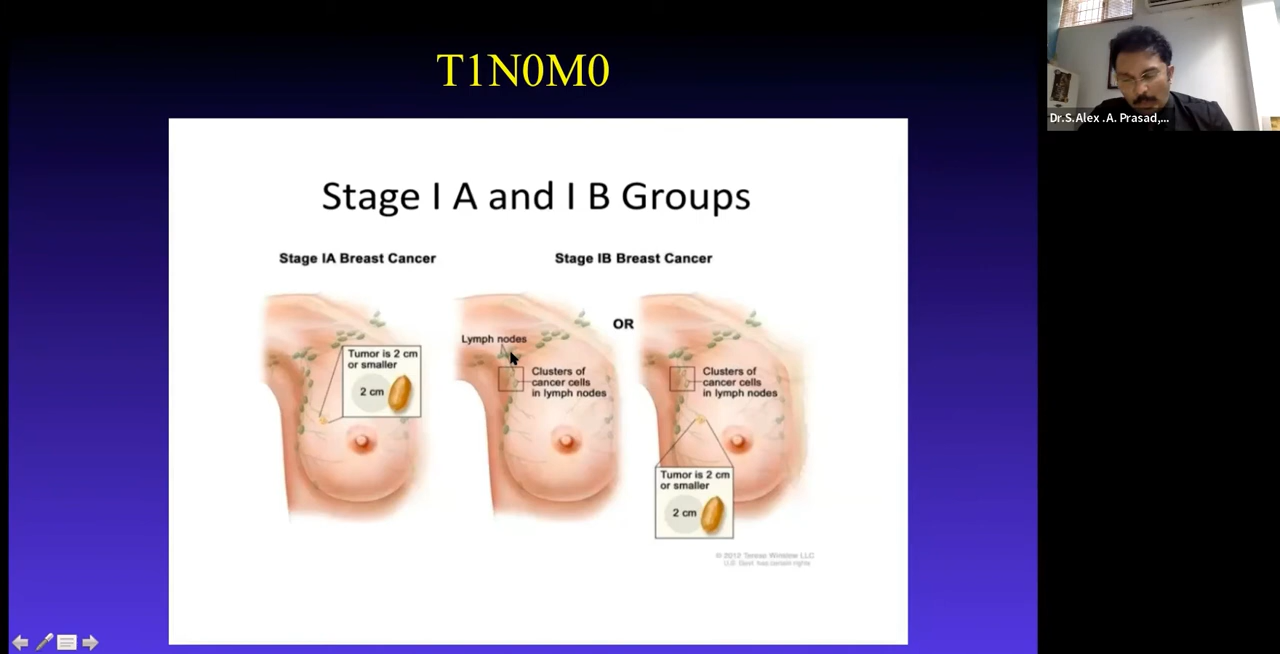 T1N0M0
Dr.S.Alex .A. Prasad,...
Stage I A and I B Groups
Stage IA Breast Cancer
Stage IB Breast Cancer
Tumor is 2 cm
or smaller
2 cm
Lymph nodes
Clusters of
cancer cells
in lymph nodes
OR
Clusters of
cancer cells
in lymph nodes
Tumor is 2 cm
or smaller
2 cm
© 2012 Terese Winslow LLC
U.S. Govt. has certain rights